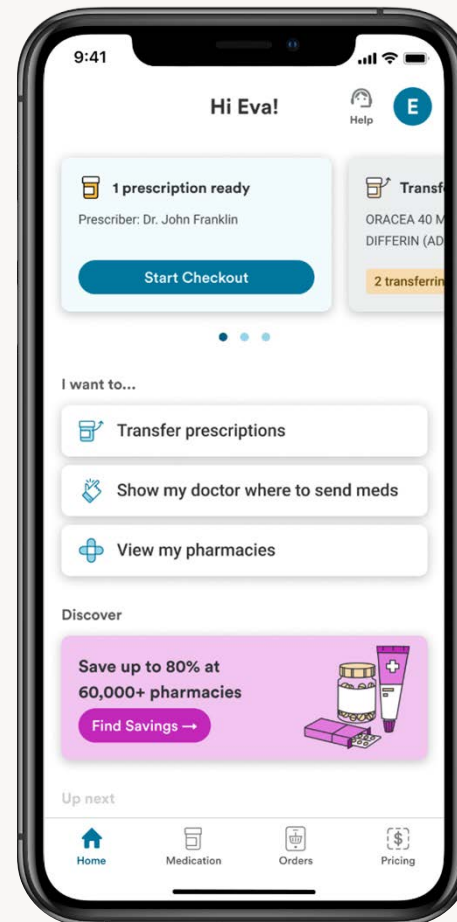 9:41
Hi Eva!
Help
E
1 prescription ready
Prescriber: Dr. John Franklin
Start Checkout
Transf
ORACEA 40 M
DIFFERIN (AD
2 transferrin
I want to...
Transfer prescriptions
Show my doctor where to send meds
View my pharmacies
Discover
Save up to 80% at
60,000+ pharmacies
Find Savings →
Up next
Home
Medication
Orders
Pricing